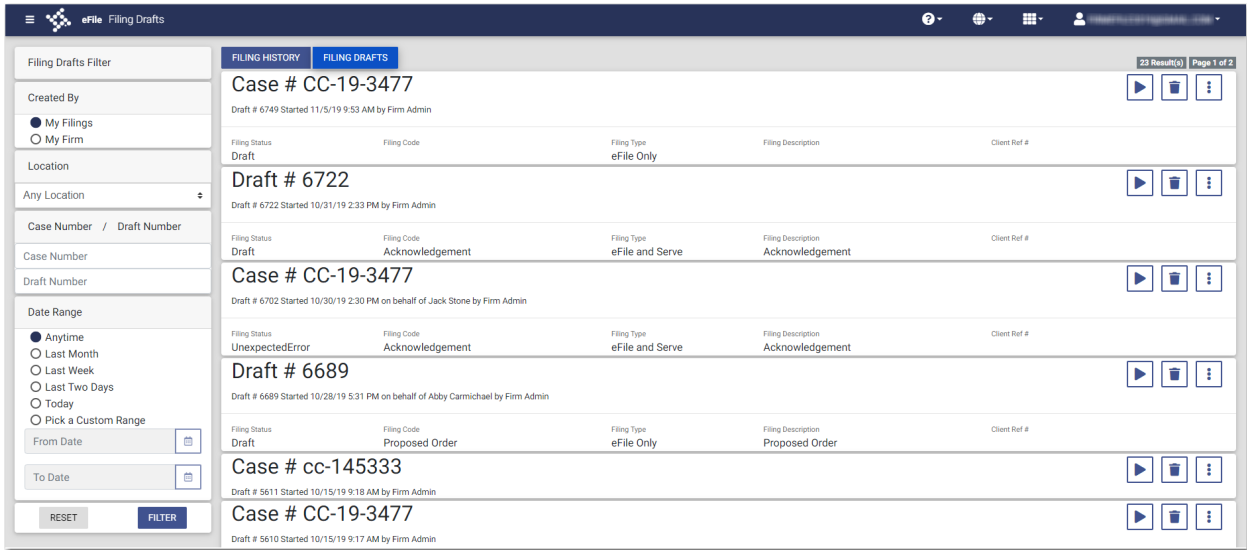 eFile Filing Drafts
Filing Drafts Filter
Created By
My Filings
My Firm
Location
Any Location
Case Number / Draft Number
Case Number
Draft Number
Date Range
Anytime
Last Month
Last Week
Last Two Days
Today
Pick a Custom Range
From Date
To Date
RESET FILTER
FILING HISTORY FILING DRAFTS
23 Result(s) Page 1 of 2
Case # CC-19-3477
Draft # 6749 Started 11/5/19 9:53 AM by Firm Admin
Filing Status Filing Code Filing Type Filing Description Client Ref #
Draft eFile Only
Draft # 6722
Draft # 6722 Started 10/31/19 2:33 PM by Firm Admin
Filing Status Filing Code Filing Type Filing Description Client Ref #
Draft Acknowledgement eFile and Serve Acknowledgement
Case # CC-19-3477
Draft # 6702 Started 10/30/19 2:30 PM on behalf of Jack Stone by Firm Admin
Filing Status Filing Code Filing Type Filing Description Client Ref #
UnexpectedError Acknowledgement eFile and Serve Acknowledgement
Draft # 6689
Draft # 6689 Started 10/28/19 5:31 PM on behalf of Abby Carmichael by Firm Admin
Filing Status Filing Code Filing Type Filing Description Client Ref #
Draft Proposed Order eFile Only Proposed Order
Case # cc-145333
Draft # 5611 Started 10/15/19 9:18 AM by Firm Admin
Case # CC-19-3477
Draft # 5610 Started 10/15/19 9:17 AM by Firm Admin